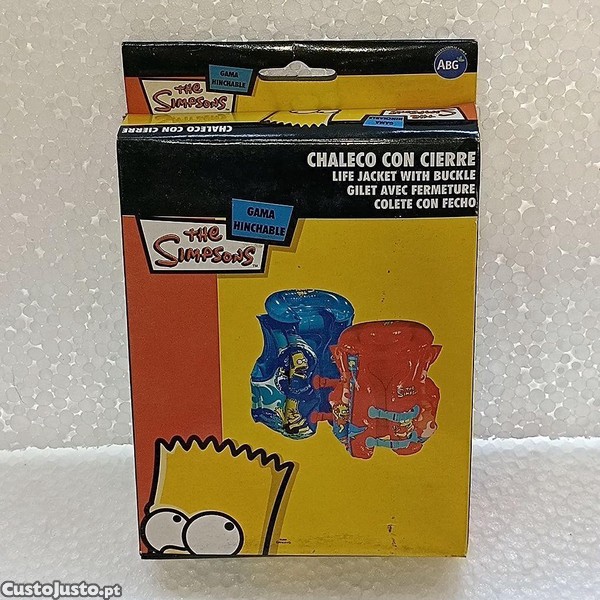 GAMA
HINCHABLE
THE
SIMPSONS
ABG
CHALECO CON CIERRE
CHALECO CON CIERRE
LIFE JACKET WITH BUCKLE
GILET AVEC FERMETURE
COLETE CON FECHO
GAMA
HINCHABLE
THE
SIMPSONS™
CustoJusto.pt